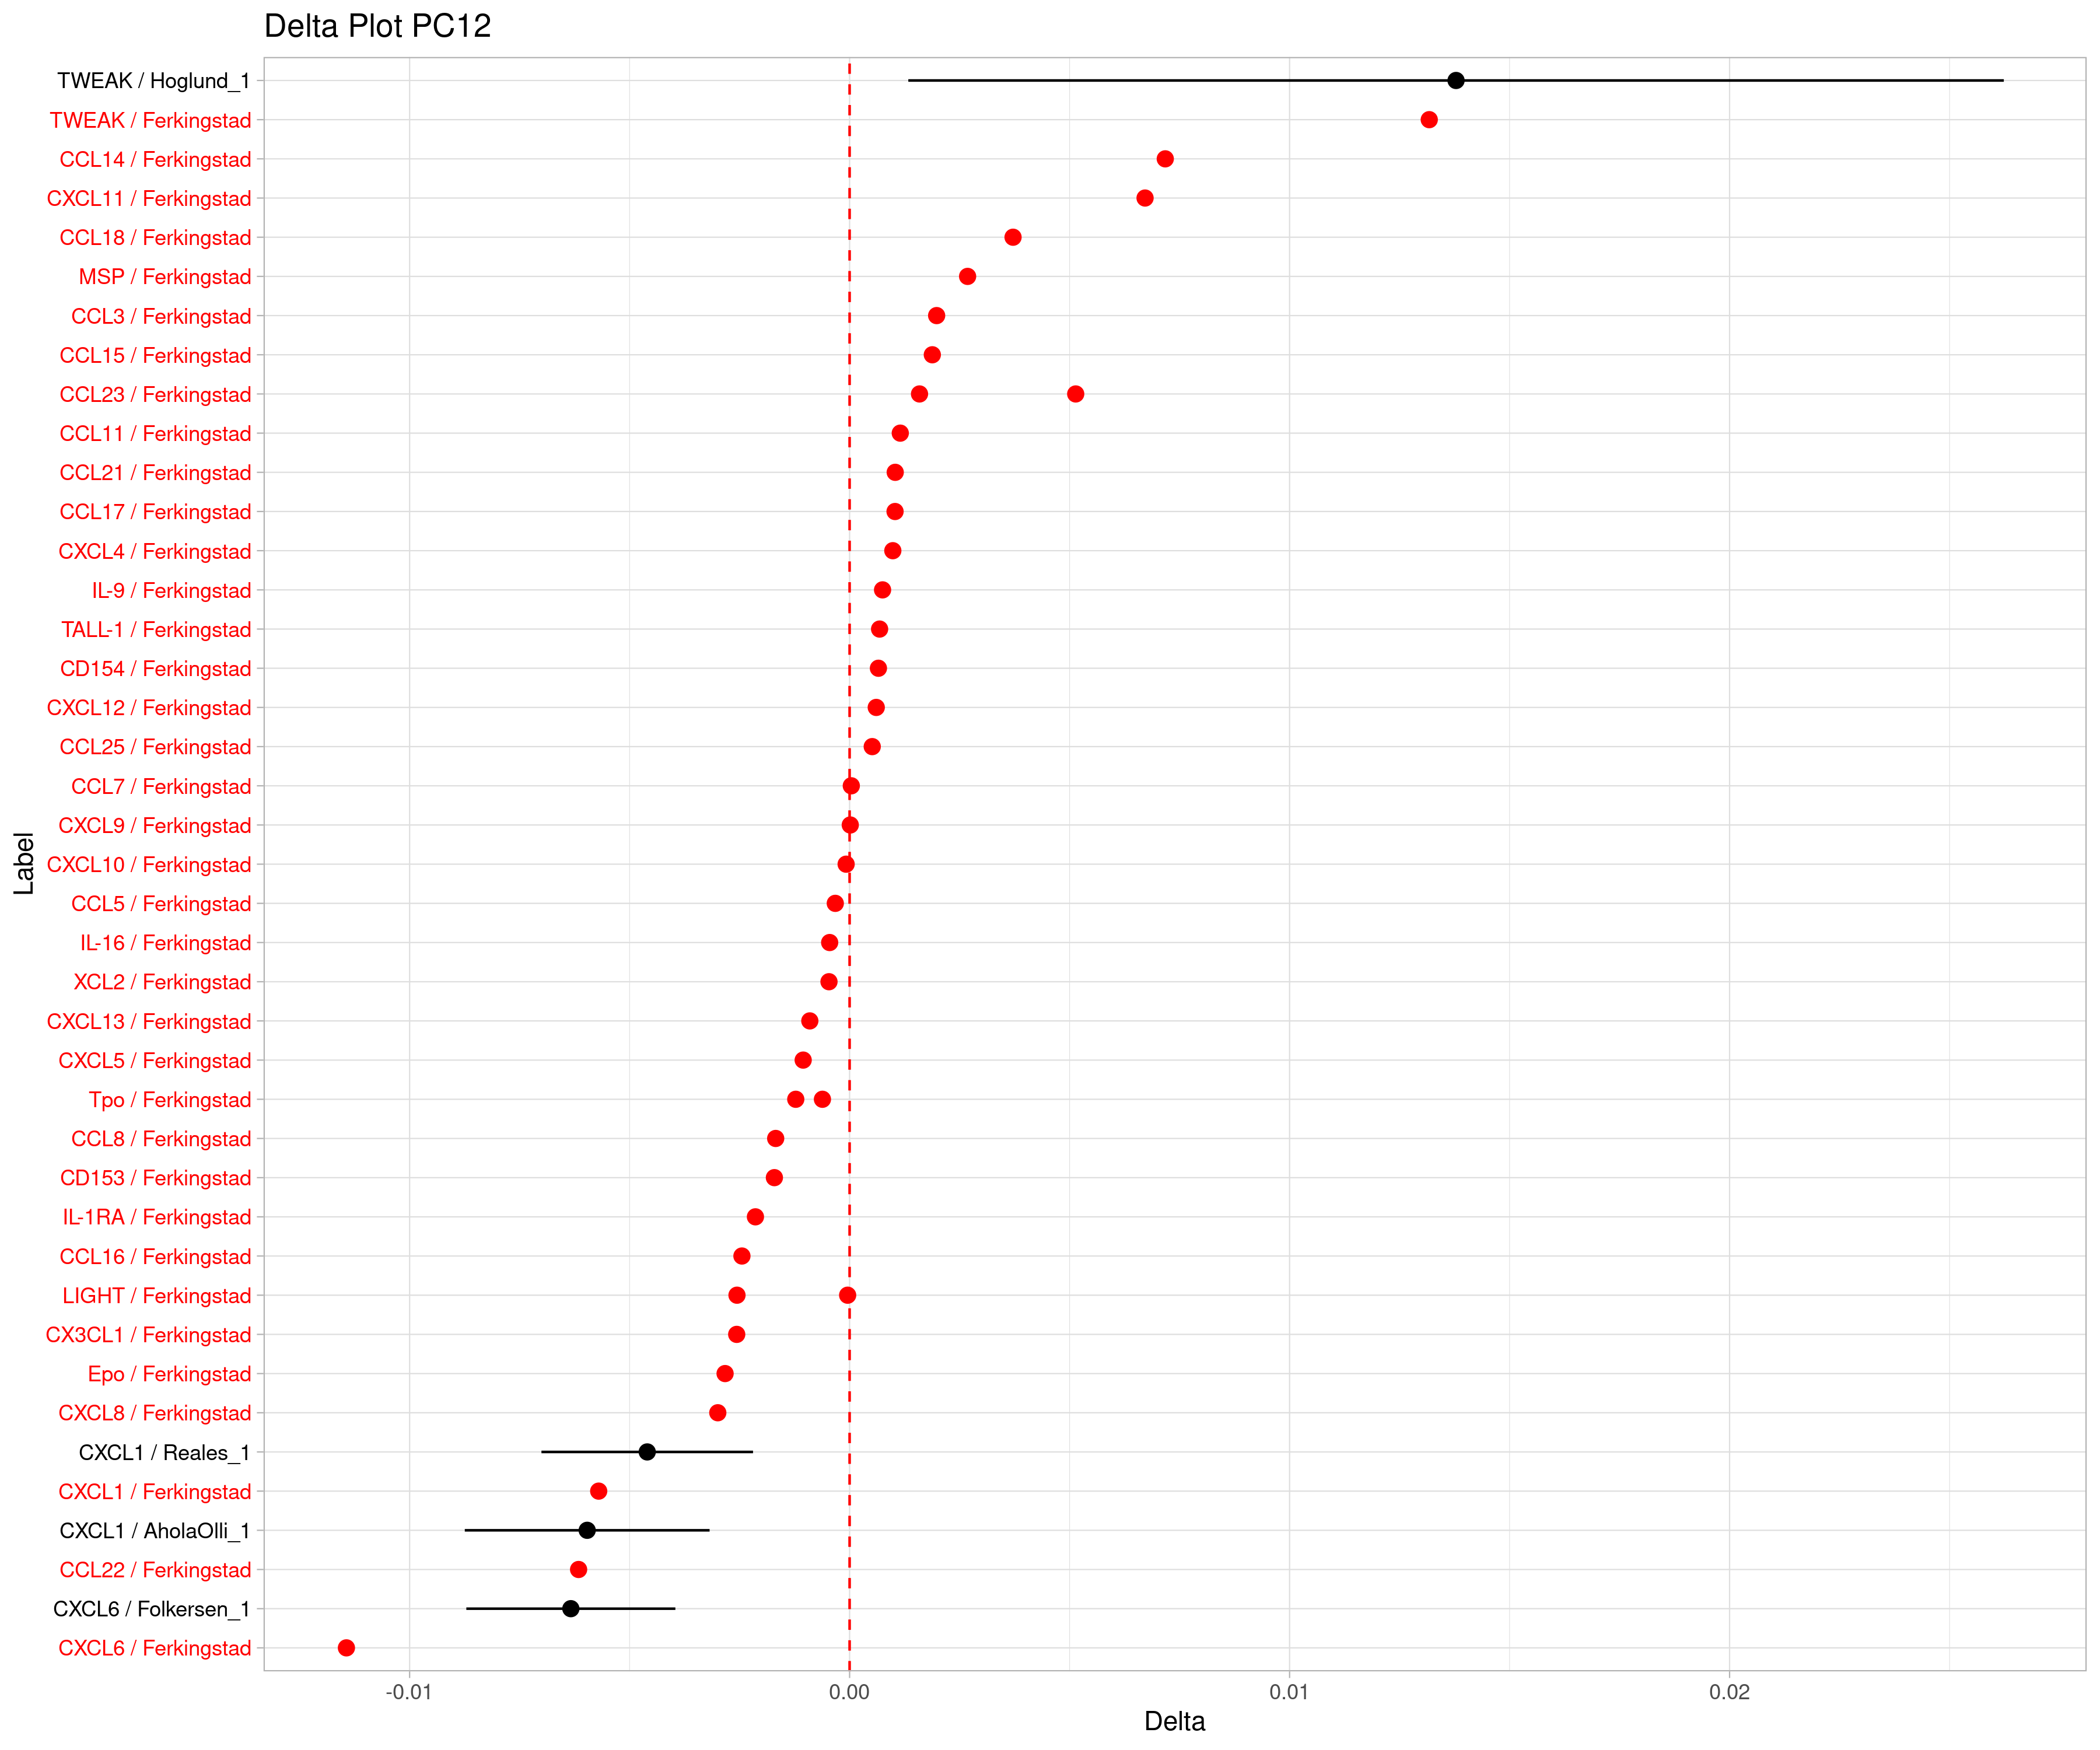 Delta Plot PC12
TWEAK / Hoglund_1
TWEAK / Ferkingstad
CCL14 / Ferkingstad
CXCL11 / Ferkingstad
CCL18 / Ferkingstad
MSP / Ferkingstad
CCL3 / Ferkingstad
CCL15 / Ferkingstad
CCL23 / Ferkingstad
CCL11 / Ferkingstad
CCL21 / Ferkingstad
CCL17 / Ferkingstad
CXCL4 / Ferkingstad
IL-9 / Ferkingstad
TALL-1 / Ferkingstad
CD154 / Ferkingstad
CXCL12 / Ferkingstad
CCL25 / Ferkingstad
CCL7 / Ferkingstad
CXCL9 / Ferkingstad
CXCL10 / Ferkingstad
CCL5 / Ferkingstad
IL-16 / Ferkingstad
XCL2 / Ferkingstad
CXCL13 / Ferkingstad
CXCL5 / Ferkingstad
Tpo / Ferkingstad
CCL8 / Ferkingstad
CD153 / Ferkingstad
IL-1RA / Ferkingstad
CCL16 / Ferkingstad
LIGHT / Ferkingstad
CX3CL1 / Ferkingstad
Epo / Ferkingstad
CXCL8 / Ferkingstad
CXCL1 / Reales_1
CXCL1 / Ferkingstad
CXCL1 / AholaOlli_1
CCL22 / Ferkingstad
CXCL6 / Folkersen_1
CXCL6 / Ferkingstad
Label
-0.01 0.00 0.01 0.02
Delta